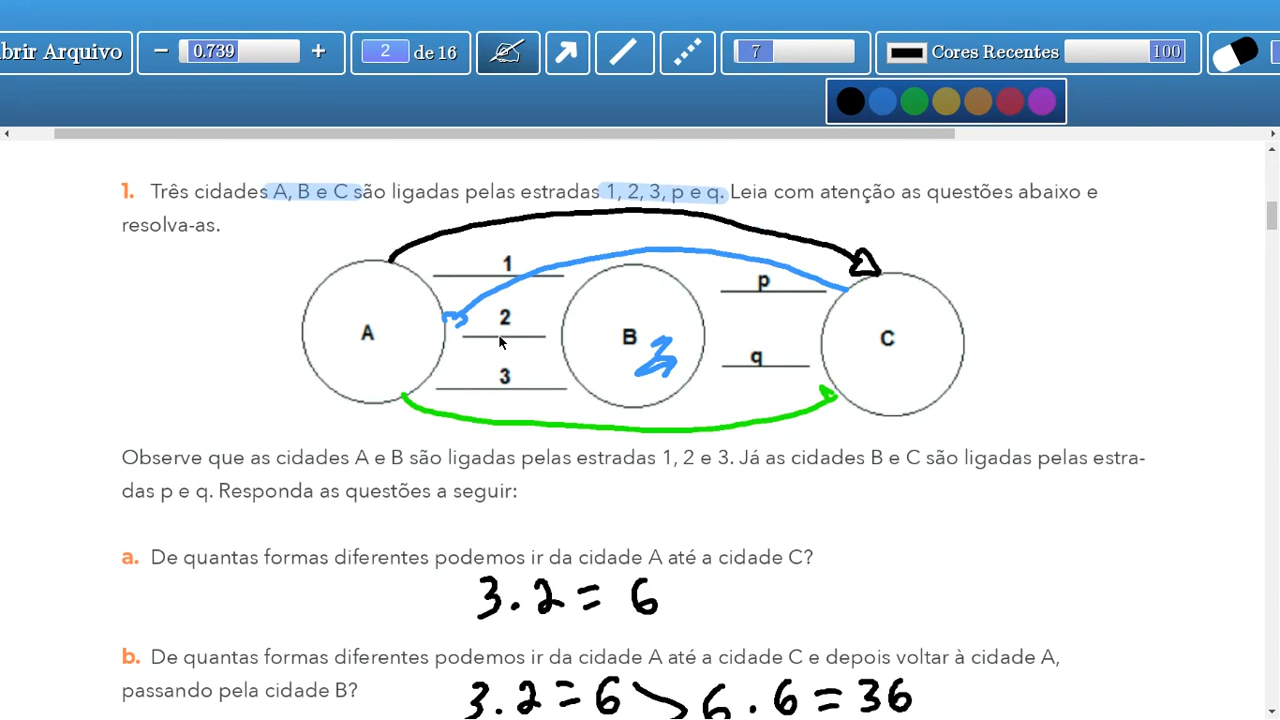 brir Arquivo − 0.739 + 2 de 16 7 Cores Recentes 100
1. Três cidades A, B e C são ligadas pelas estradas 1, 2, 3, p e q. Leia com atenção as questões abaixo e
resolva-as.
1
p
2
A B C
q
3
Observe que as cidades A e B são ligadas pelas estradas 1, 2 e 3. Já as cidades B e C são ligadas pelas estra-
das p e q. Responda as questões a seguir:
a. De quantas formas diferentes podemos ir da cidade A até a cidade C?
3.2 = 6
b. De quantas formas diferentes podemos ir da cidade A até a cidade C e depois voltar à cidade A,
passando pela cidade B?
3.2 = 6 6.6 = 36